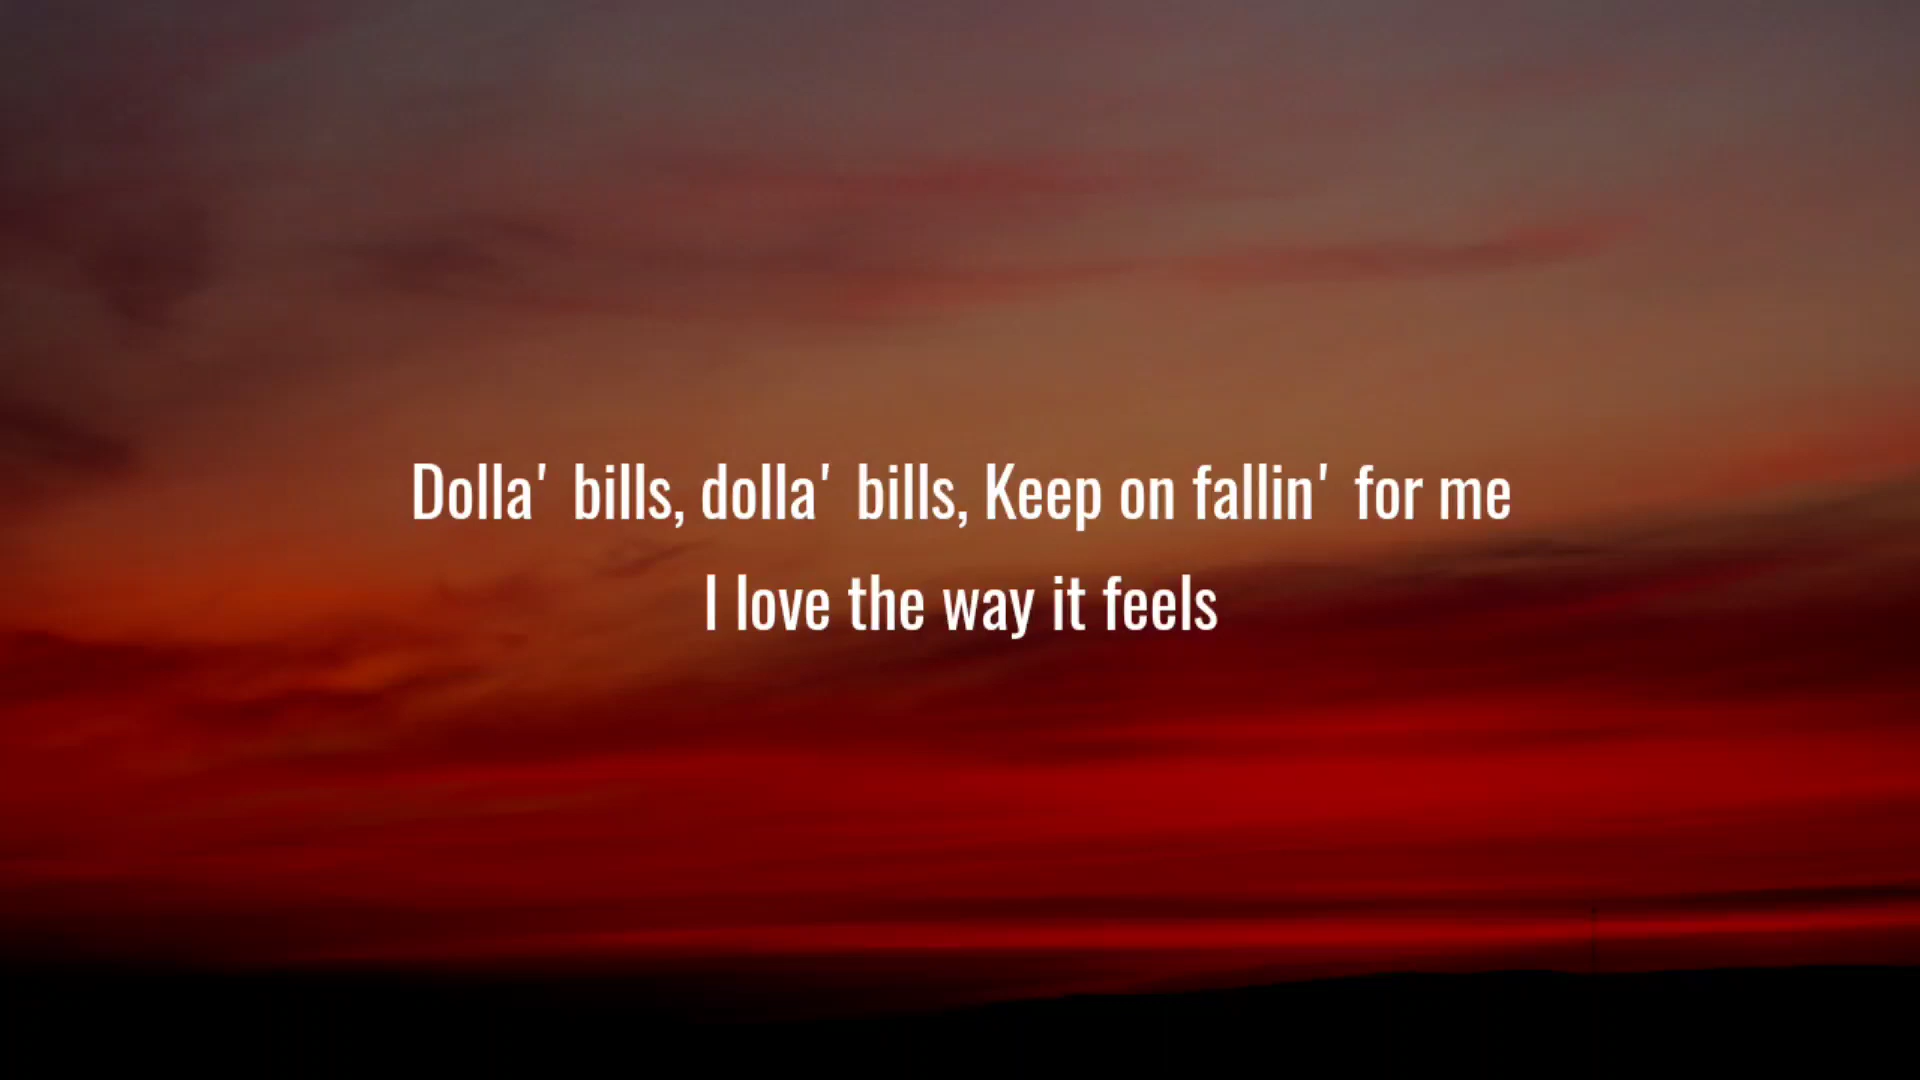 Dolla' bills, dolla' bills, Keep on fallin' for me
I love the way it feels